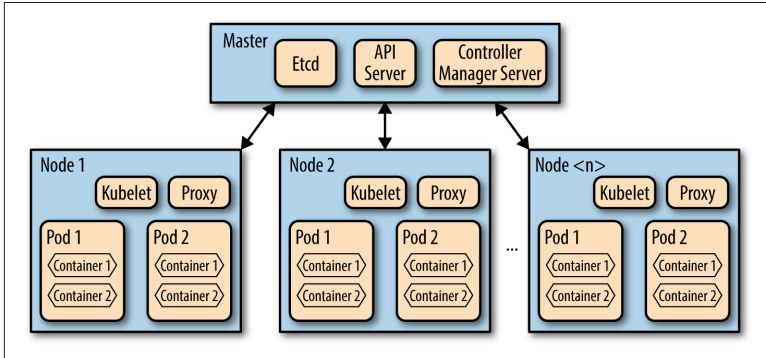 Master
Etcd
API
Server
Controller
Manager Server
Node 1
Kubelet
Proxy
Pod 1
Container 1
Container 2
Pod 2
Container 1
Container 2
Node 2
Kubelet
Proxy
Pod 1
Container 1
Container 2
Pod 2
Container 1
Container 2
...
Node <n>
Kubelet
Proxy
Pod 1
Container 1
Container 2
Pod 2
Container 1
Container 2